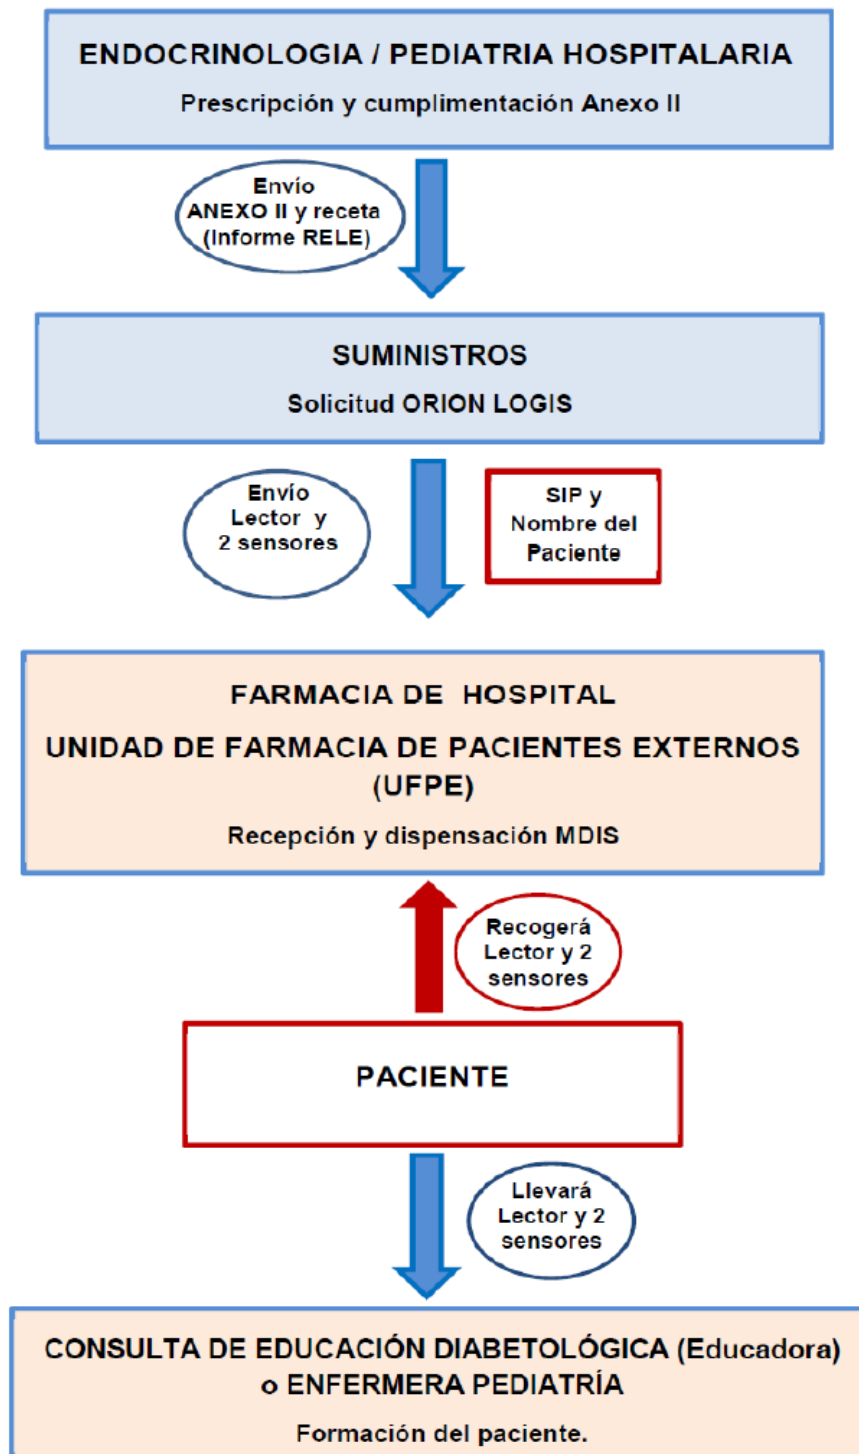 ENDOCRINOLOGIA / PEDIATRIA HOSPITALARIA
Prescripción y cumplimentación Anexo II
Envío
ANEXO II y receta
(Informe RELE)
SUMINISTROS
Solicitud ORION LOGIS
Envío
Lector y
2 sensores
SIP y
Nombre del
Paciente
FARMACIA DE HOSPITAL
UNIDAD DE FARMACIA DE PACIENTES EXTERNOS
(UFPE)
Recepción y dispensación MDIS
Recogerá
Lector y 2
sensores
PACIENTE
Llevará
Lector y 2
sensores
CONSULTA DE EDUCACIÓN DIABETOLÓGICA (Educadora)
o ENFERMERA PEDIATRÍA
Formación del paciente.